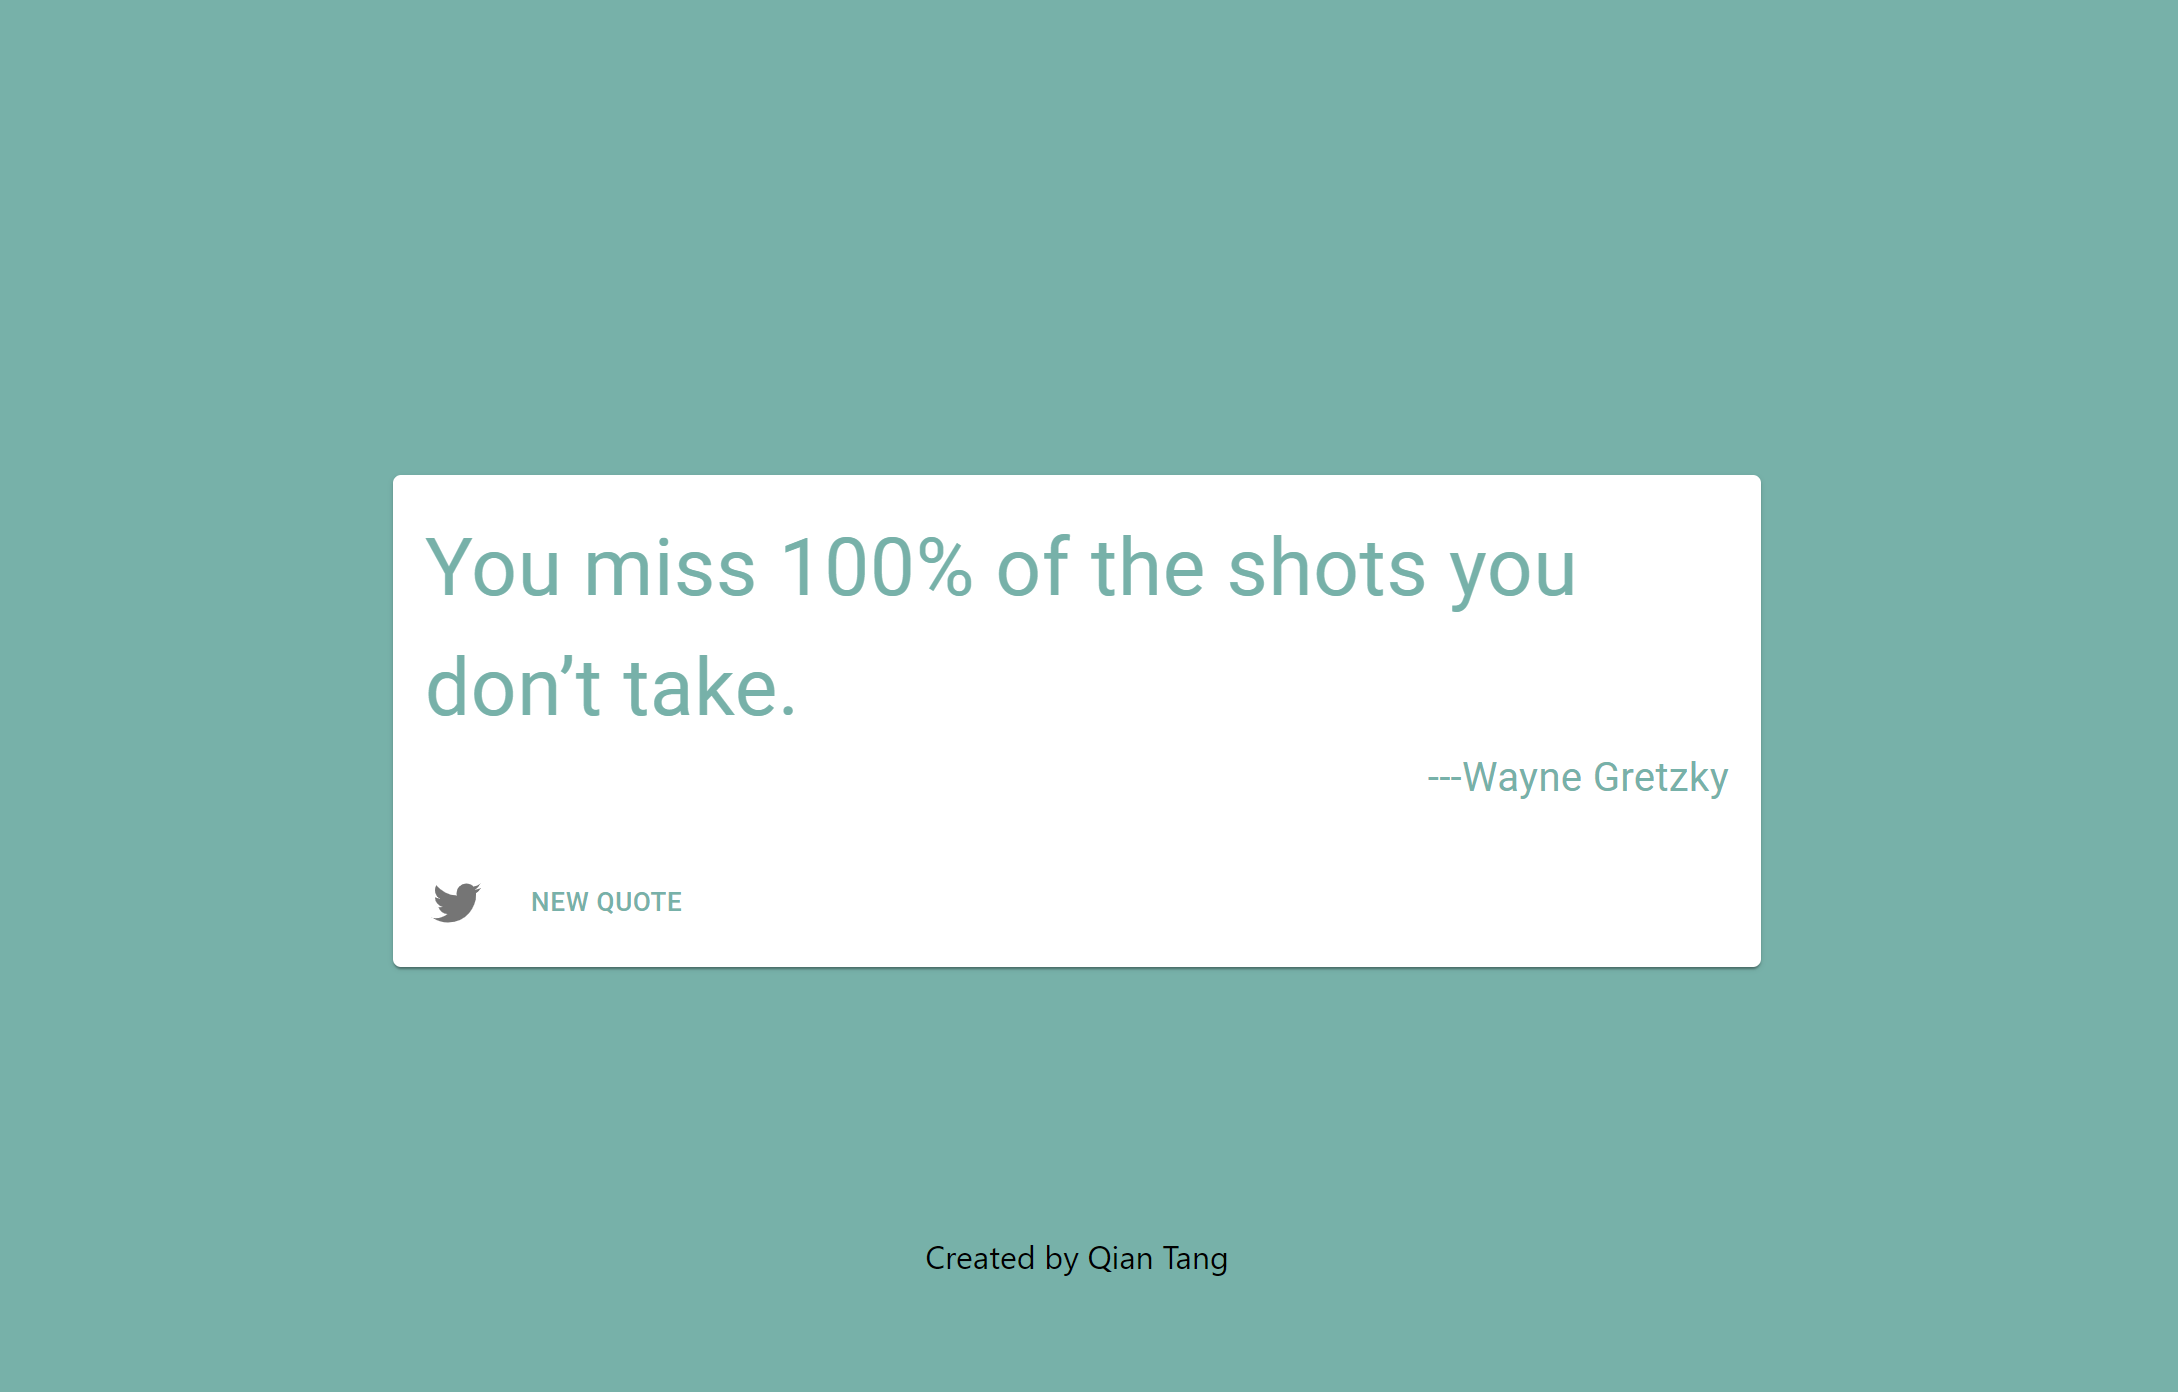 You miss 100% of the shots you
don’t take.
---Wayne Gretzky
NEW QUOTE
Created by Qian Tang